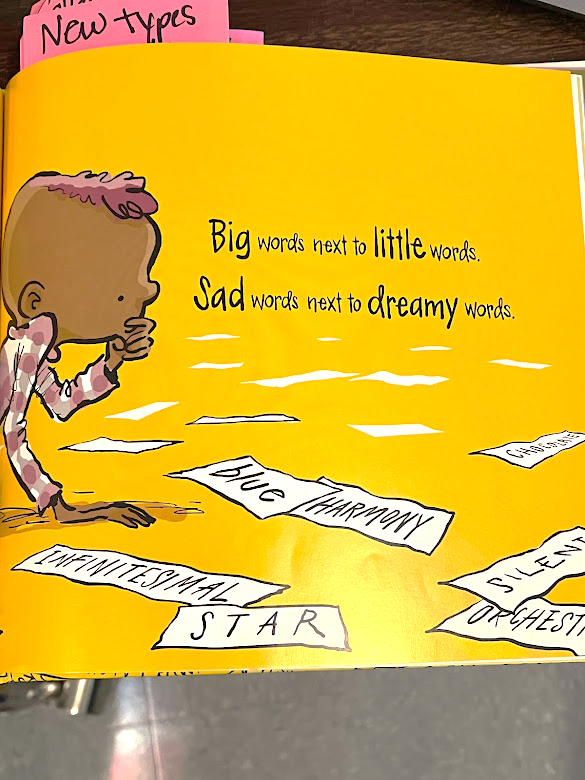 New types
Big words next to little words.
Sad words next to dreamy words.
CHOCOLATE
blue
HARMONY
SILENT
INFINITESIMAL
STAR